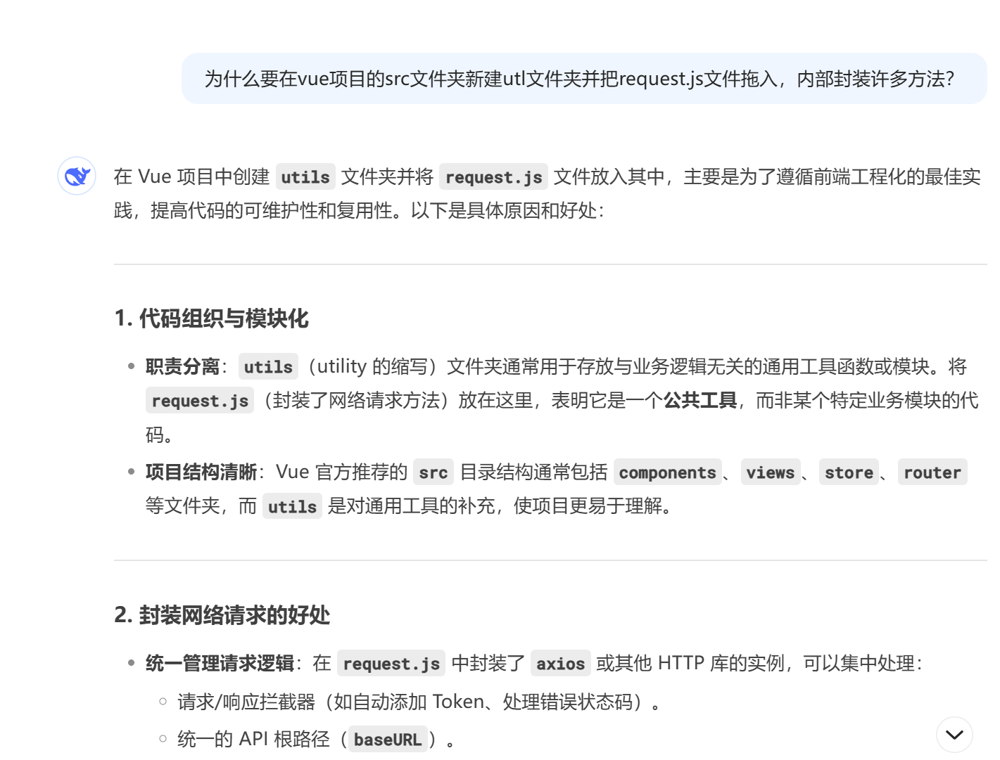 为什么要在vue项目的src文件夹新建utl文件夹并把request.js文件拖入，内部封装许多方法？
在 Vue 项目中创建 utils 文件夹并将 request.js 文件放入其中，主要是为了遵循前端工程化的最佳实
践，提高代码的可维护性和复用性。以下是具体原因和好处：
1. 代码组织与模块化
• 职责分离：utils（utility 的缩写）文件夹通常用于存放与业务逻辑无关的通用工具函数或模块。将
request.js（封装了网络请求方法）放在这里，表明它是一个公共工具，而非某个特定业务模块的代
码。
• 项目结构清晰：Vue 官方推荐的 src 目录结构通常包括 components、views、store、router
等文件夹，而 utils 是对通用工具的补充，使项目更易于理解。
2. 封装网络请求的好处
• 统一管理请求逻辑：在 request.js 中封装了 axios 或其他 HTTP 库的实例，可以集中处理：
○ 请求/响应拦截器（如自动添加 Token、处理错误状态码）。
○ 统一的 API 根路径（baseURL）。